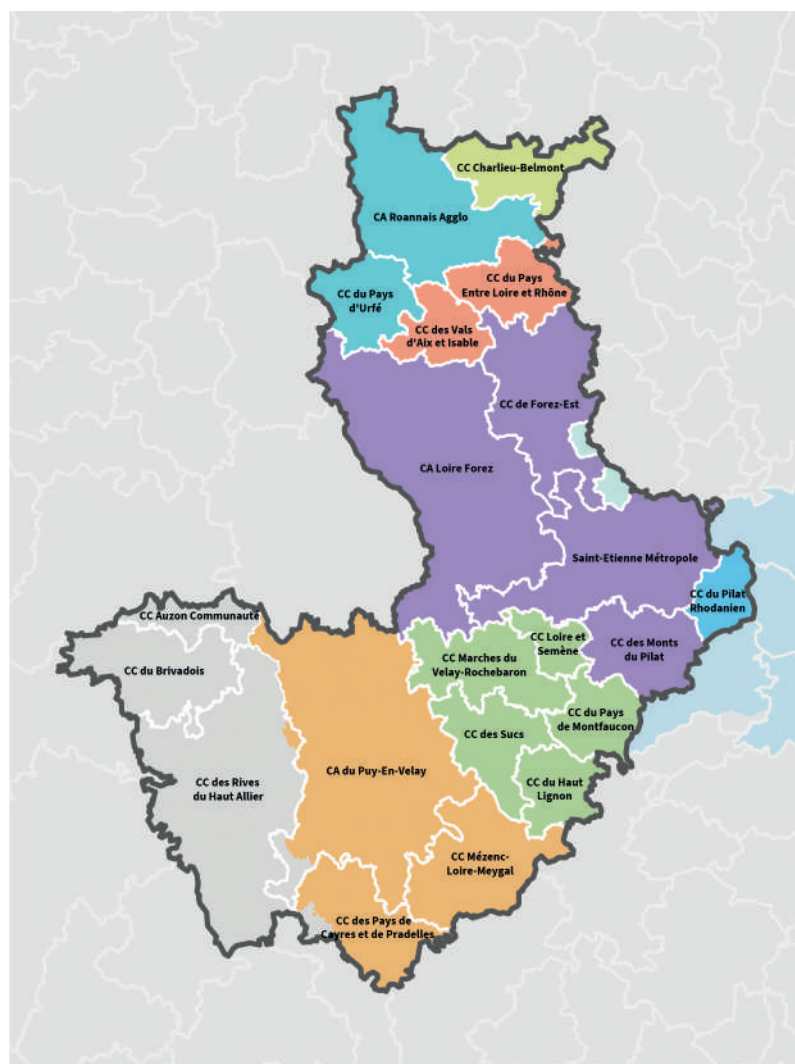 CC Charlieu-Belmont
CA Roannais Agglo
CC du Pays
Entre Loire et Rhône
CC du Pays
d'Urfé
CC des Vals
d'Aix et Isable
CC de Forez-Est
CA Loire Forez
Saint-Etienne Métropole
CC du Pilat
Rhodanien
CC Auzon Communauté
CC Loire et
Semène
CC des Monts
du Pilat
CC Marches du
Velay-Rochebaron
CC du Brivadois
CC du Pays
de Montfaucon
CC des Sucs
CA du Puy-En-Velay
CC des Rives
du Haut Allier
CC du Haut
Lignon
CC Mézenc-
Loire-Meygal
CC des Pays de
Cayres et de Pradelles